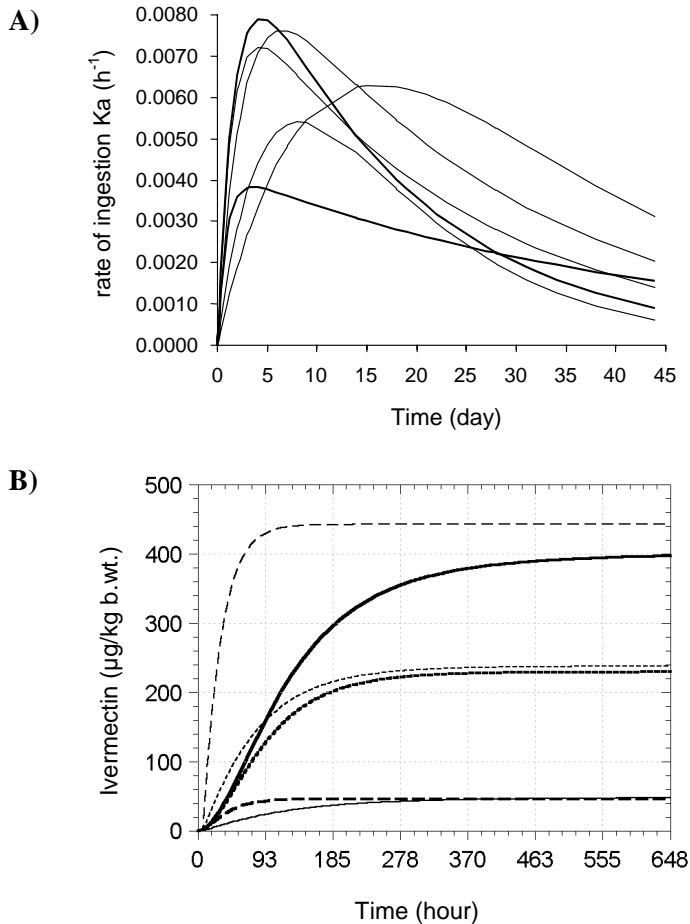 A)
rate of ingestion Ka (h-1)
0.0080
0.0070
0.0060
0.0050
0.0040
0.0030
0.0020
0.0010
0.0000
0 5 10 15 20 25 30 35 40 45
Time (day)
B)
Ivermectin (µg/kg b.wt.)
500
400
300
200
100
0
0 93 185 278 370 463 555 648
Time (hour)